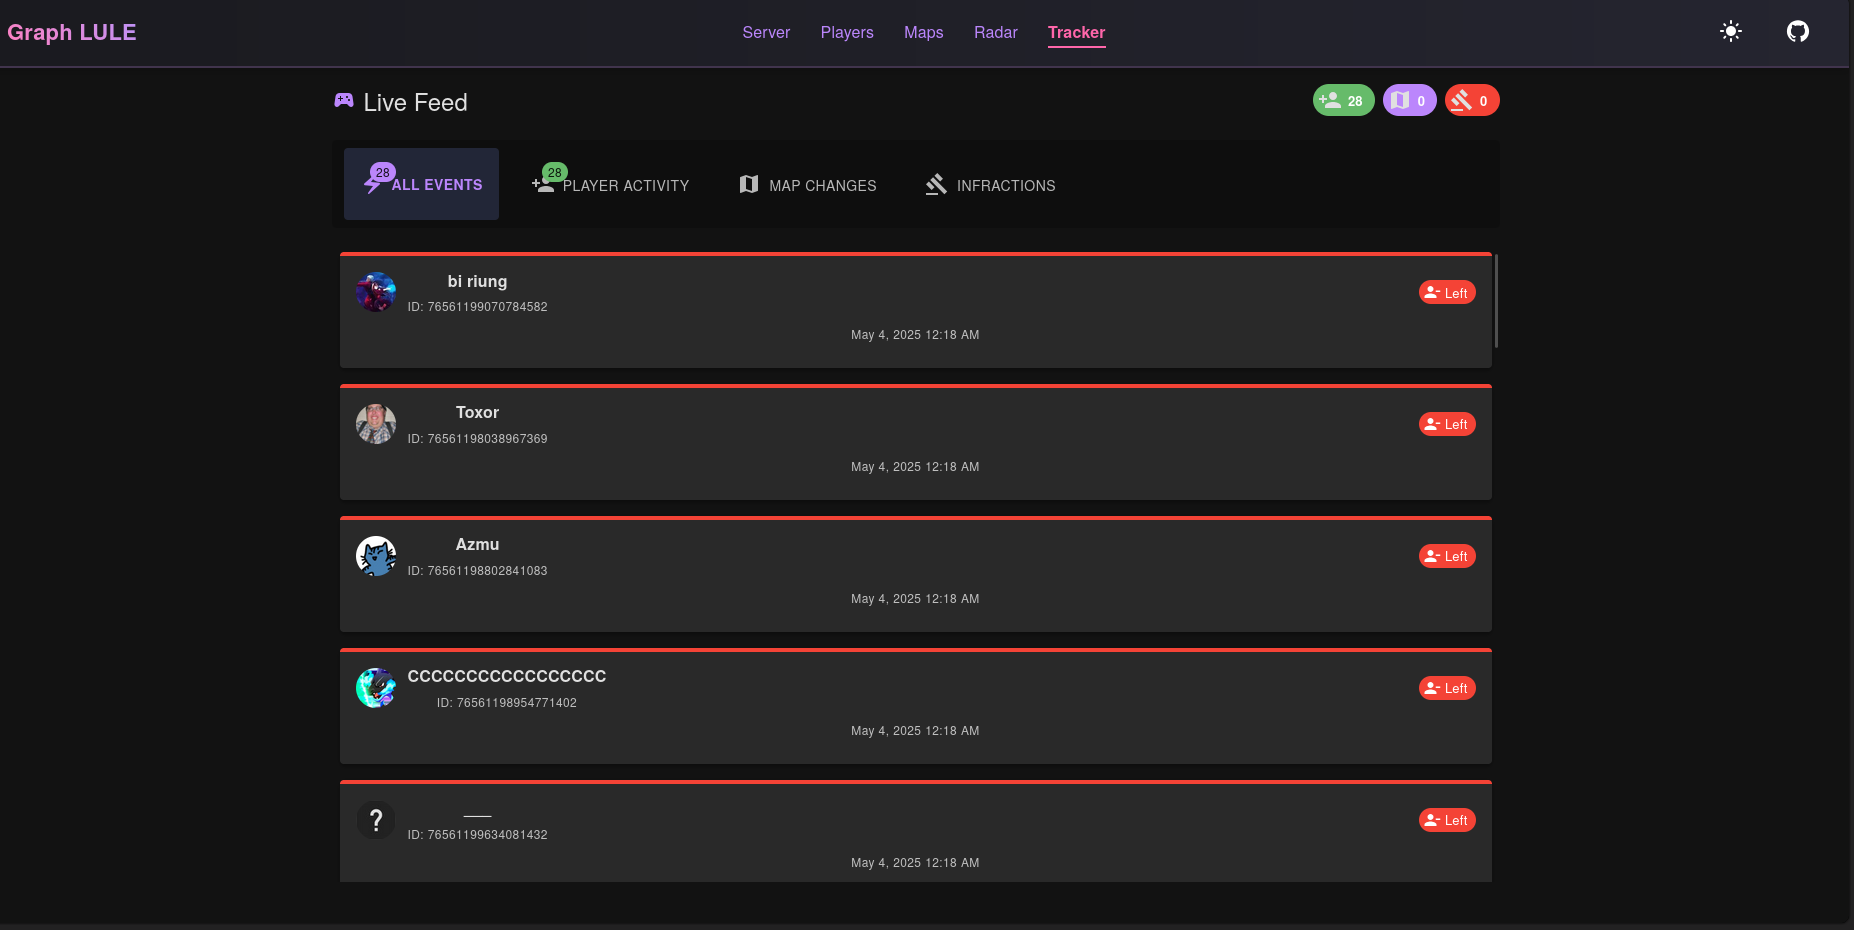 Graph LULE
Server Players Maps Radar Tracker
Live Feed
28 0 0
28 ALL EVENTS 28 PLAYER ACTIVITY MAP CHANGES INFRACTIONS
bi riung
ID: 76561199070784582
Left
May 4, 2025 12:18 AM
Toxor
ID: 76561198038967369
Left
May 4, 2025 12:18 AM
Azmu
ID: 76561198802841083
Left
May 4, 2025 12:18 AM
CCCCCCCCCCCCCCCCC
ID: 76561198954771402
Left
May 4, 2025 12:18 AM
?
___
ID: 76561199634081432
Left
May 4, 2025 12:18 AM